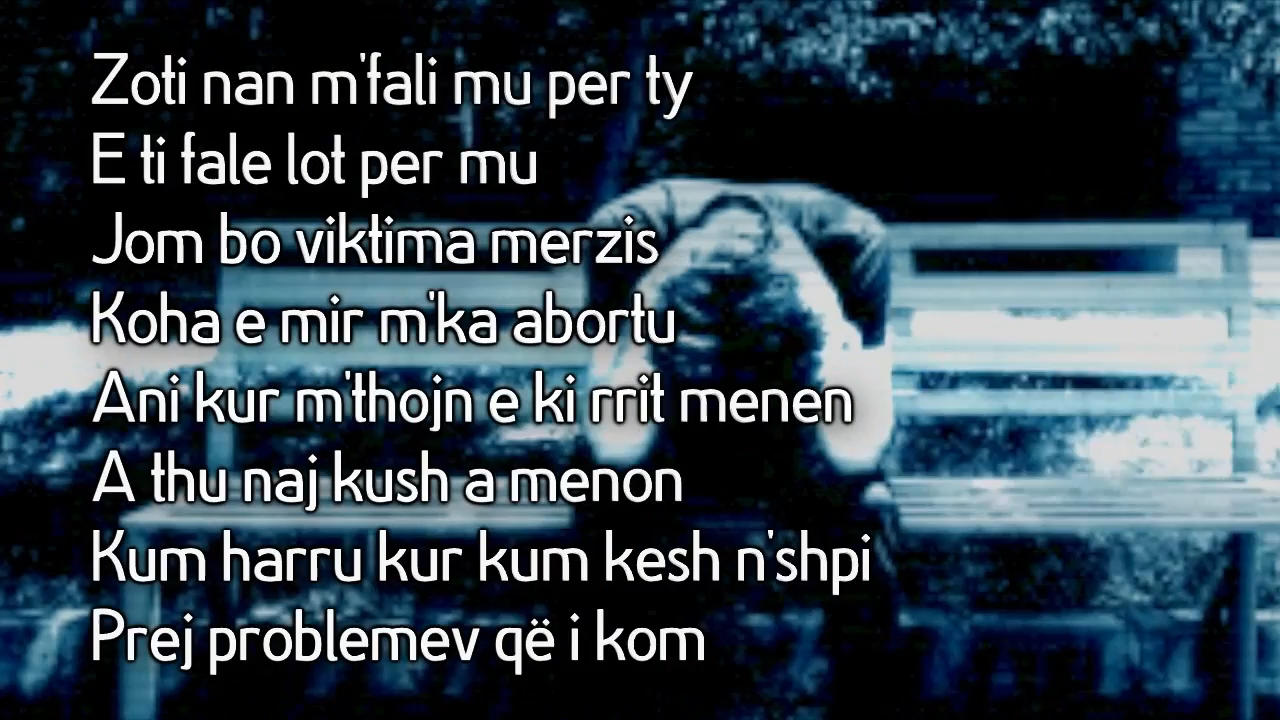 Zoti nan m'fali mu per ty
E ti fale lot per mu
Jom bo viktima merzis
Koha e mir m'ka abortu
Ani kur m'thojn e ki rrit menen
A thu naj kush a menon
Kum harru kur kum kesh n'shpi
Prej problemev që i kom